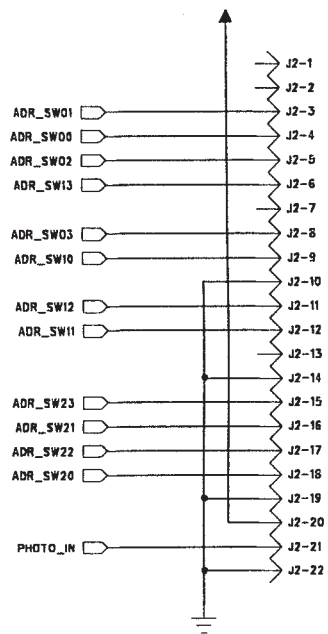 J2-1
J2-2
ADR_SW01 J2-3
ADR_SW00 J2-4
ADR_SW02 J2-5
ADR_SW13 J2-6
J2-7
ADR_SW03 J2-8
ADR_SW10 J2-9
J2-10
ADR_SW12 J2-11
ADR_SW11 J2-12
J2-13
J2-14
ADR_SW23 J2-15
ADR_SW21 J2-16
ADR_SW22 J2-17
ADR_SW20 J2-18
J2-19
J2-20
PHOTO_IN J2-21
J2-22